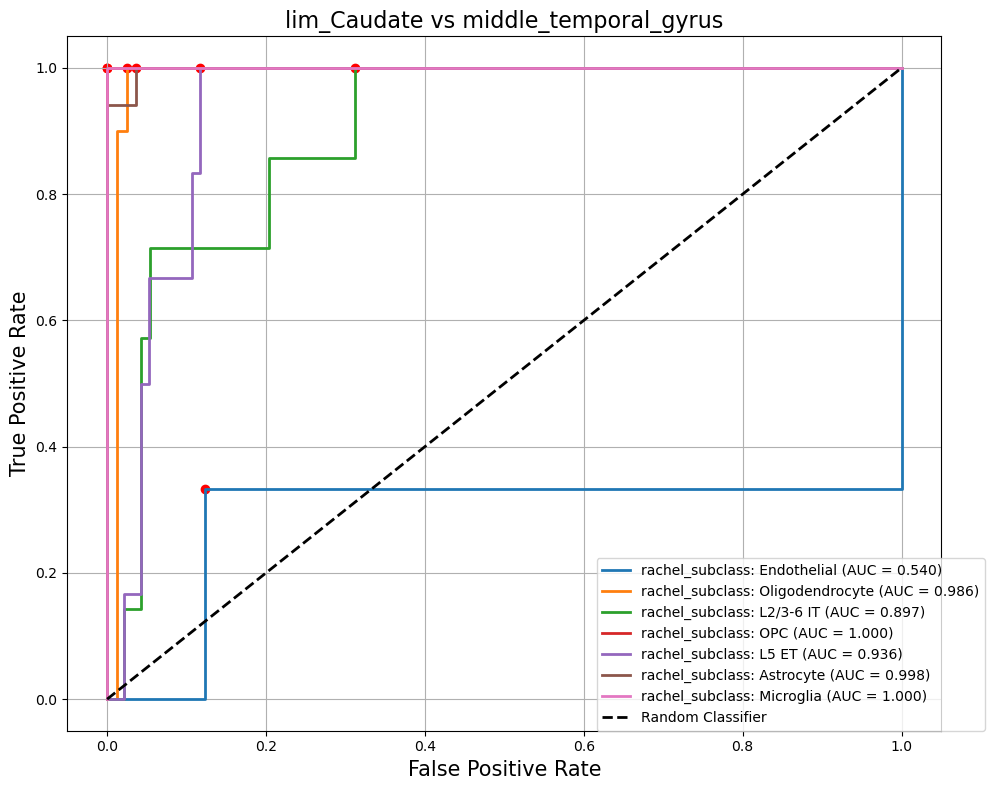 lim_Caudate vs middle_temporal_gyrus
True Positive Rate
1.0
0.8
0.6
0.4
0.2
0.0
rachel_subclass: Endothelial (AUC = 0.540)
rachel_subclass: Oligodendrocyte (AUC = 0.986)
rachel_subclass: L2/3-6 IT (AUC = 0.897)
rachel_subclass: OPC (AUC = 1.000)
rachel_subclass: L5 ET (AUC = 0.936)
rachel_subclass: Astrocyte (AUC = 0.998)
rachel_subclass: Microglia (AUC = 1.000)
Random Classifier
0.0 0.2 0.4 0.6 0.8 1.0
False Positive Rate